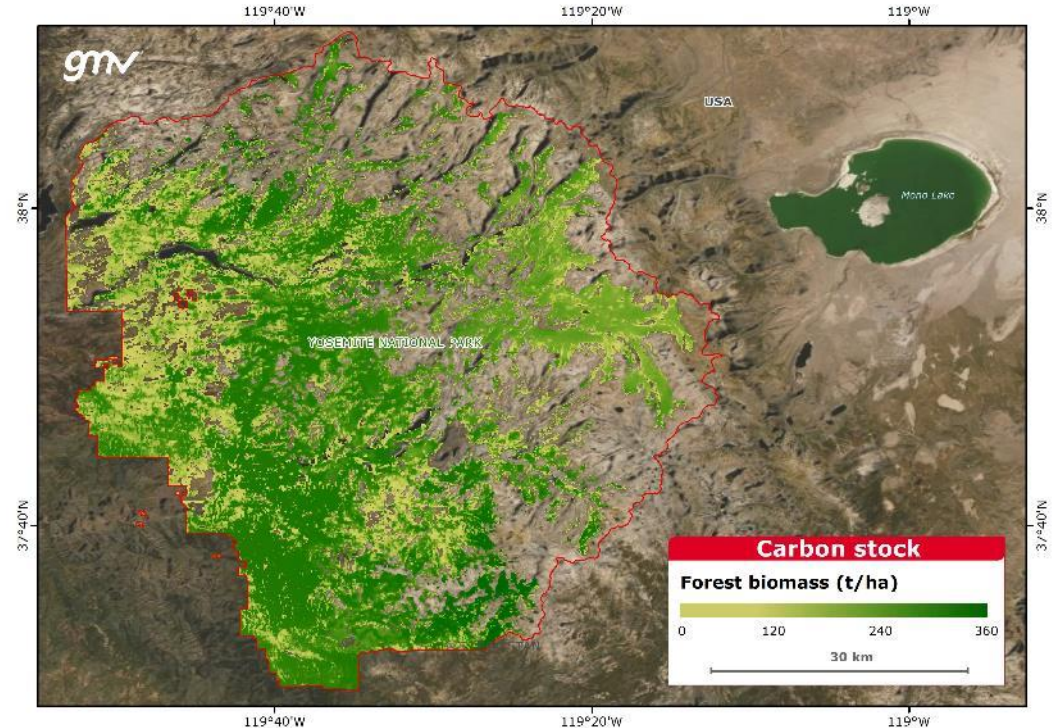 119°40'W 119°20'W 119°W
gmv
USA
Mono Lake
38°N 38°N
YOSEMITE NATIONAL PARK
37°40'N 37°40'N
Carbon stock
Forest biomass (t/ha)
0 120 240 360
30 km
119°40'W 119°20'W 119°W